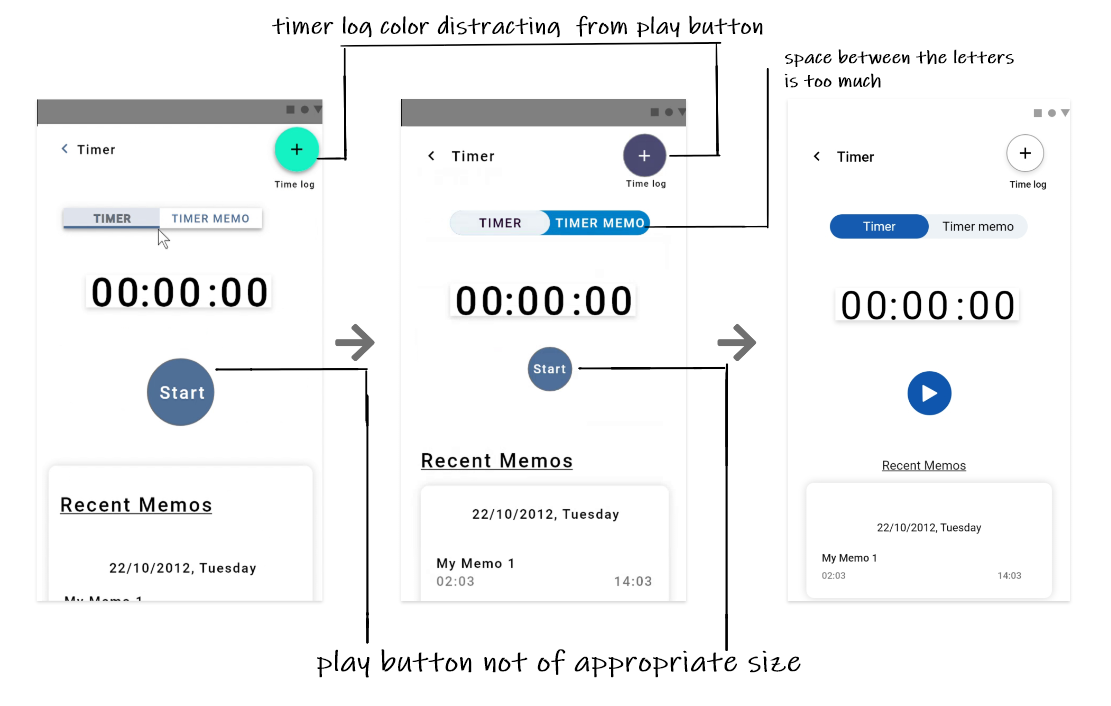 timer log color distracting from play button
space between the letters
is too much
Timer
+
Time log
TIMER TIMER MEMO
00:00:00
Start
Recent Memos
22/10/2012, Tuesday
My Memo 1
Timer
+
Time log
TIMER TIMER MEMO
00:00:00
Start
Recent Memos
22/10/2012, Tuesday
My Memo 1
02:03 14:03
Timer
+
Time log
Timer Timer memo
00:00:00
Recent Memos
22/10/2012, Tuesday
My Memo 1
02:03 14:03
play button not of appropriate size